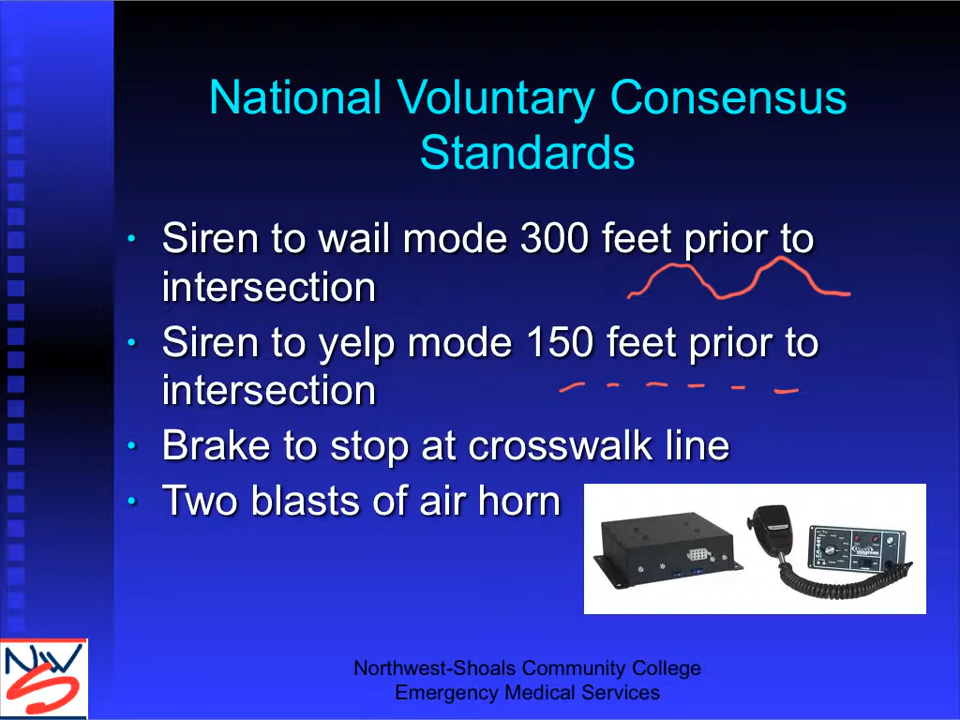 National Voluntary Consensus
Standards
• Siren to wail mode 300 feet prior to
intersection
• Siren to yelp mode 150 feet prior to
intersection
• Brake to stop at crosswalk line
• Two blasts of air horn
NW
S
Northwest-Shoals Community College
Emergency Medical Services